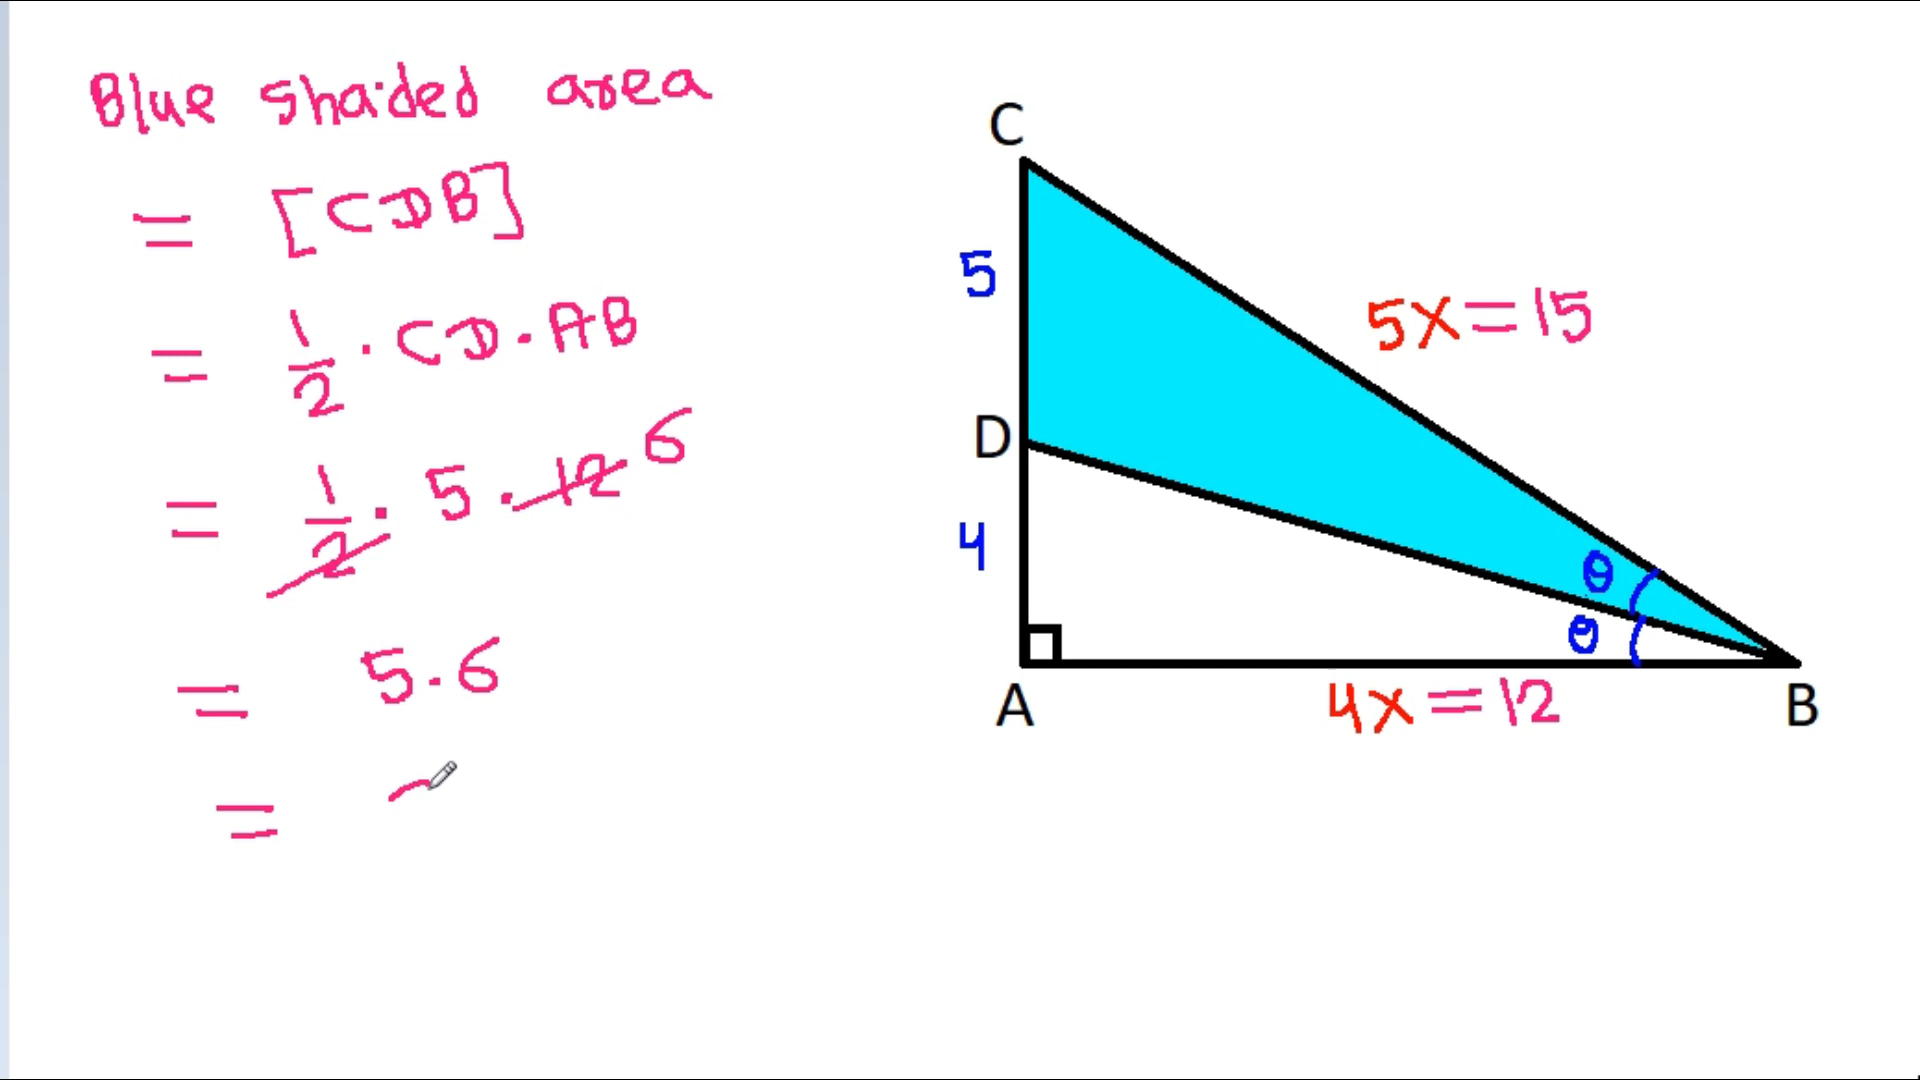 Blue shaded area
= [CDB]
= 1/2 · CD · AB
= 1/2 · 5 · 12 6
= 5 · 6
=
C
5
5x = 15
D
4
θ
θ
A
4x = 12
B